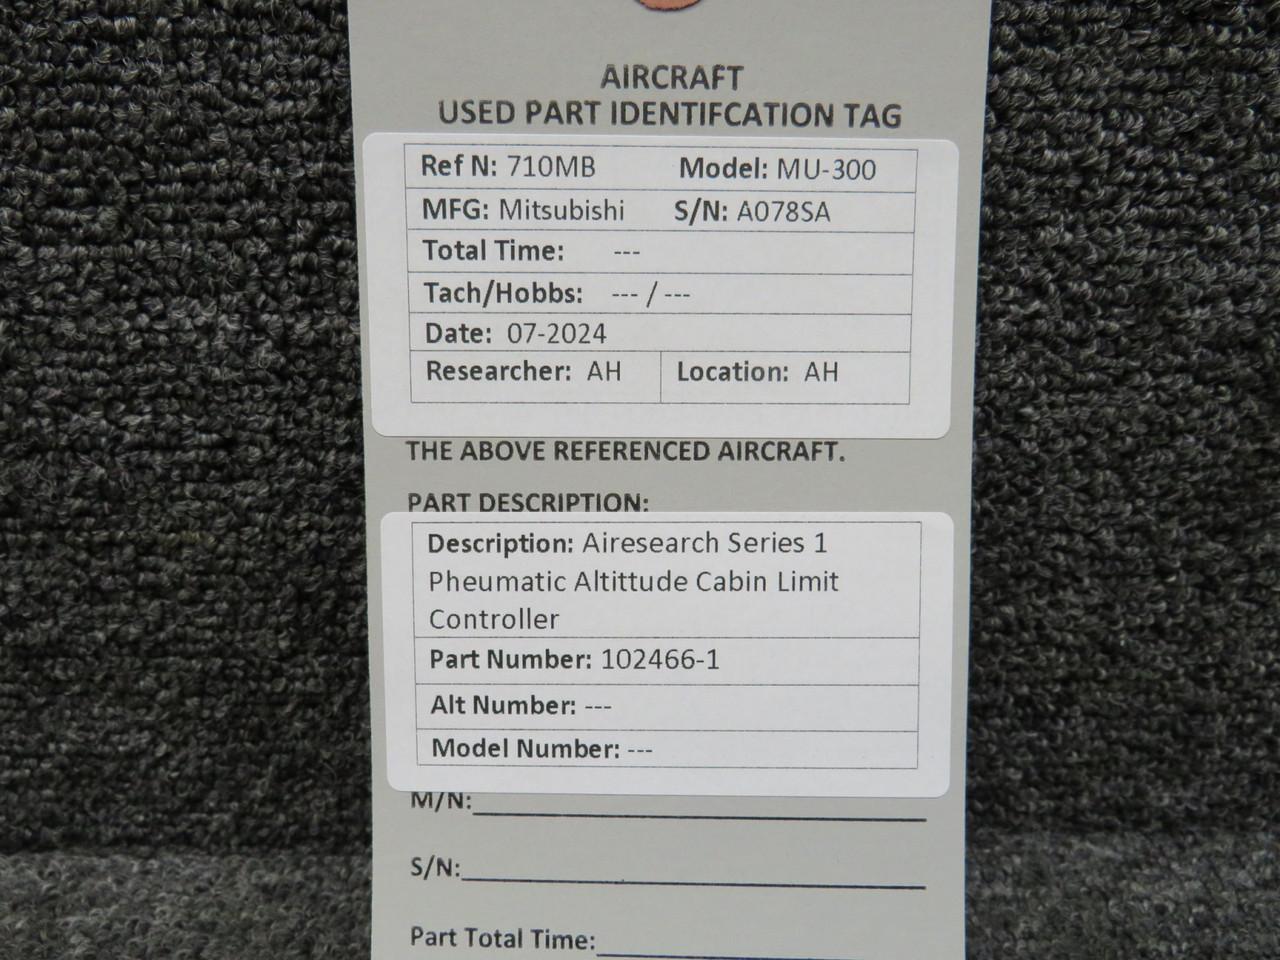 AIRCRAFT
USED PART IDENTIFCATION TAG
Ref N: 710MB Model: MU-300
MFG: Mitsubishi S/N: A078SA
Total Time: ---
Tach/Hobbs: --- / ---
Date: 07-2024
Researcher: AH Location: AH
THE ABOVE REFERENCED AIRCRAFT.
PART DESCRIPTION:
Description: Airesearch Series 1
Pheumatic Altittude Cabin Limit
Controller
Part Number: 102466-1
Alt Number: ---
Model Number: ---
M/N:
S/N:
Part Total Time: